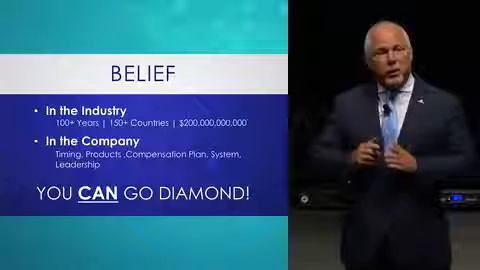 BELIEF
• In the Industry
100+ Years | 150+ Countries | $200,000,000,000
• In the Company
Timing, Products ,Compensation Plan, System,
Leadership
YOU CAN GO DIAMOND!